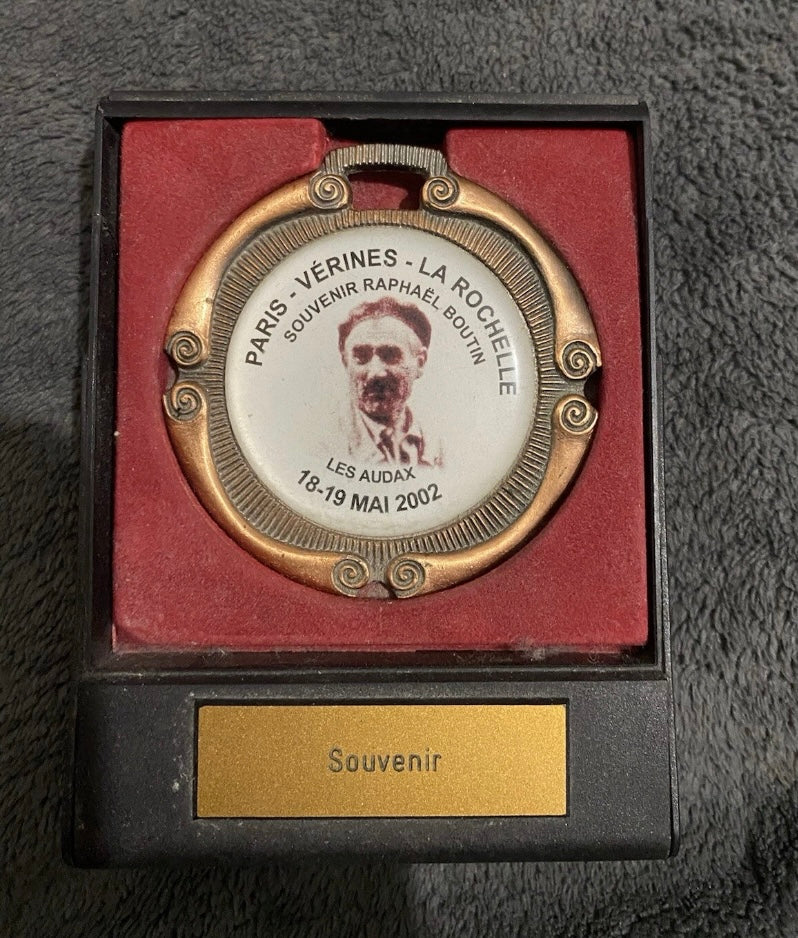 PARIS - VÉRINES - LA ROCHELLE
SOUVENIR RAPHAËL BOUTIN
LES AUDAX
18-19 MAI 2002
Souvenir